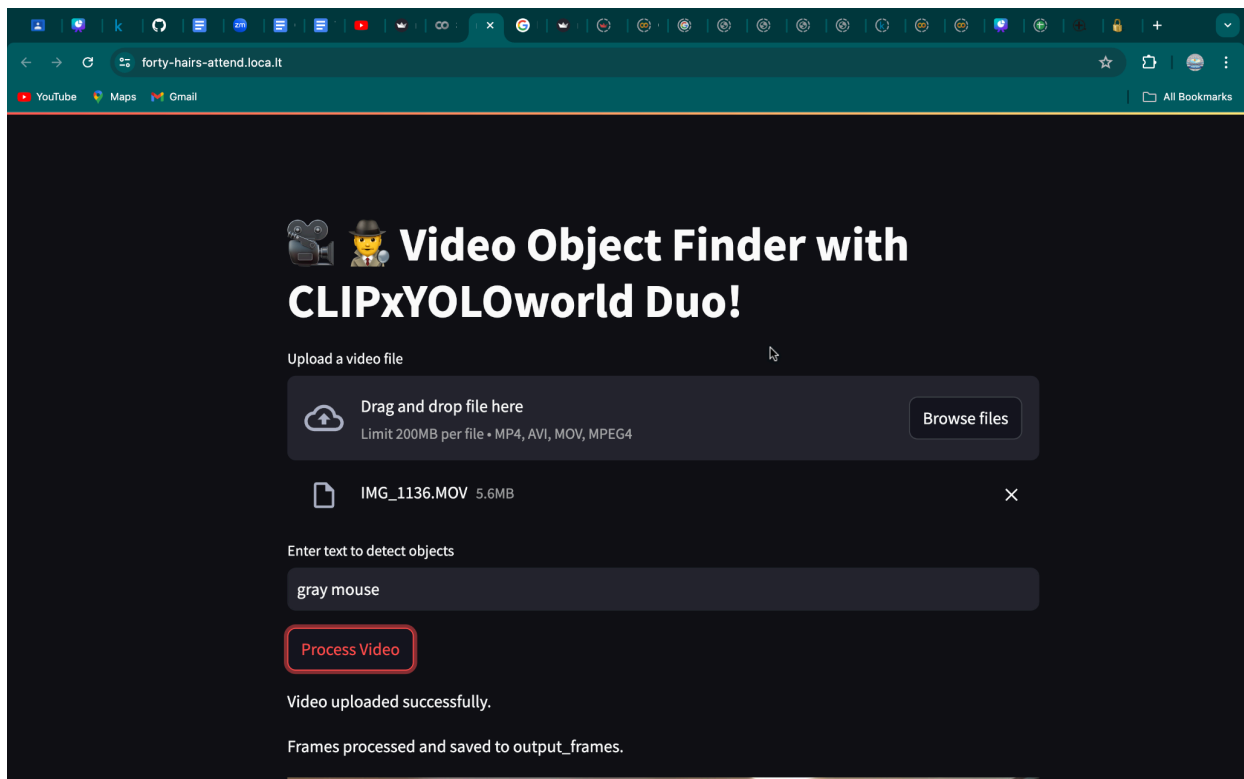 zm
k
forty-hairs-attend.loca.lt
YouTube Maps Gmail All Bookmarks
Video Object Finder with
CLIPxYOLOworld Duo!
Upload a video file
Drag and drop file here
Limit 200MB per file • MP4, AVI, MOV, MPEG4
Browse files
IMG_1136.MOV 5.6MB
Enter text to detect objects
gray mouse
Process Video
Video uploaded successfully.
Frames processed and saved to output_frames.